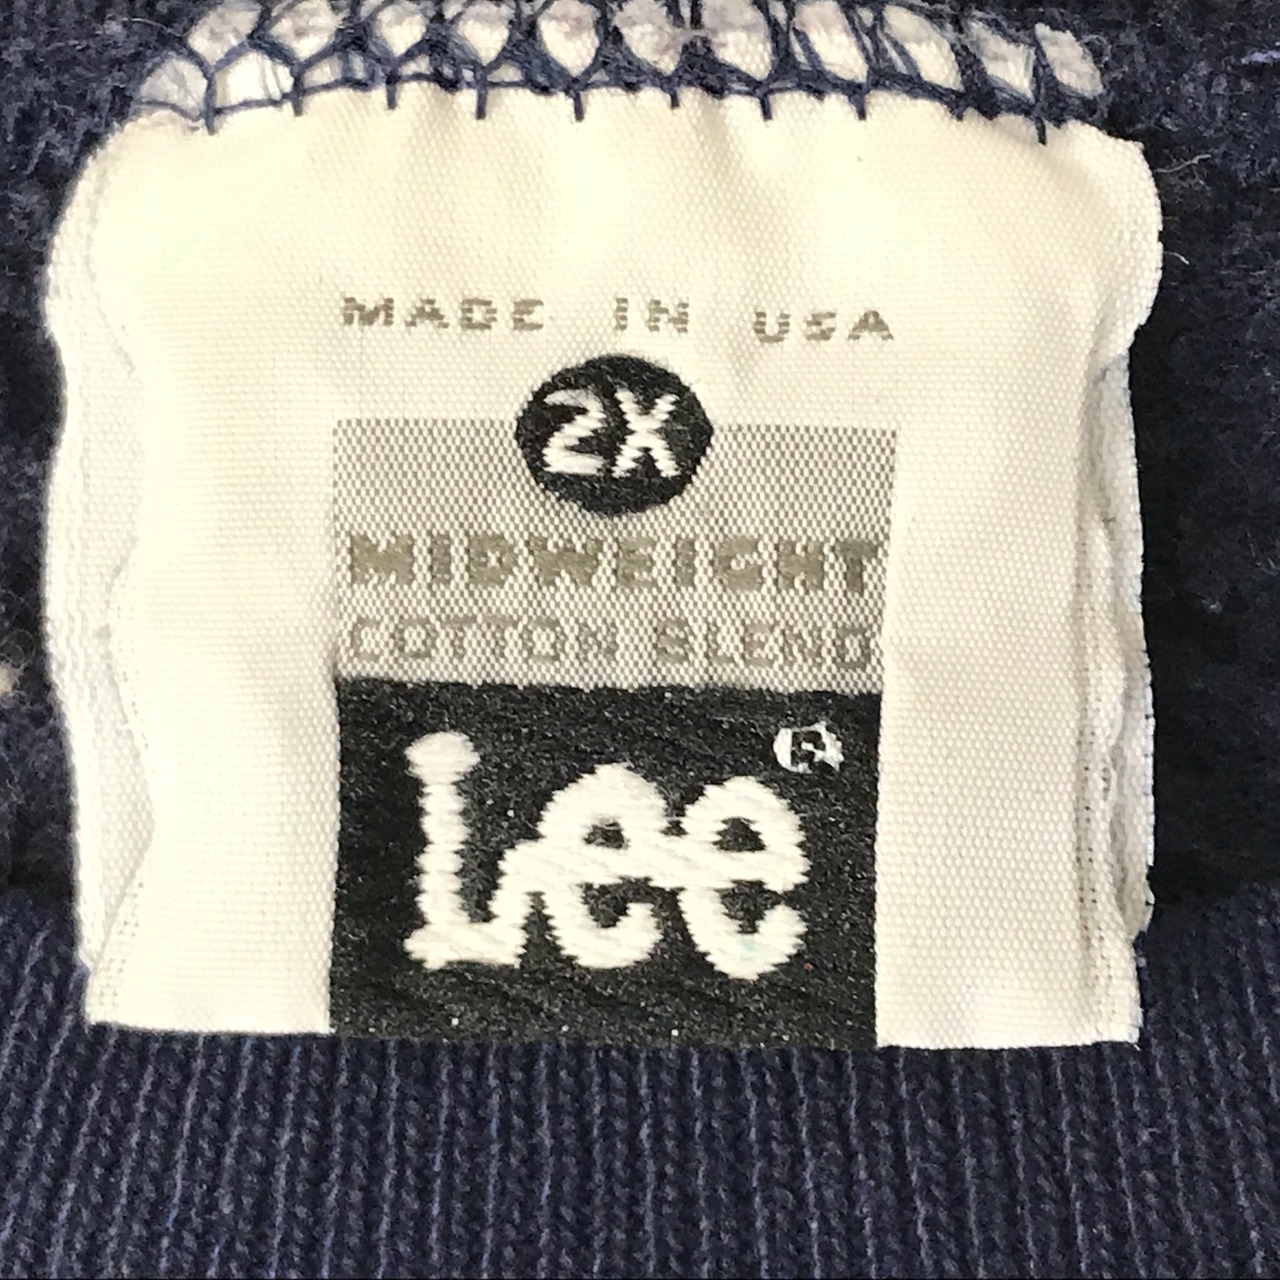 MADE IN USA
2X
MIDWEIGHT
COTTON BLEND
Lee®